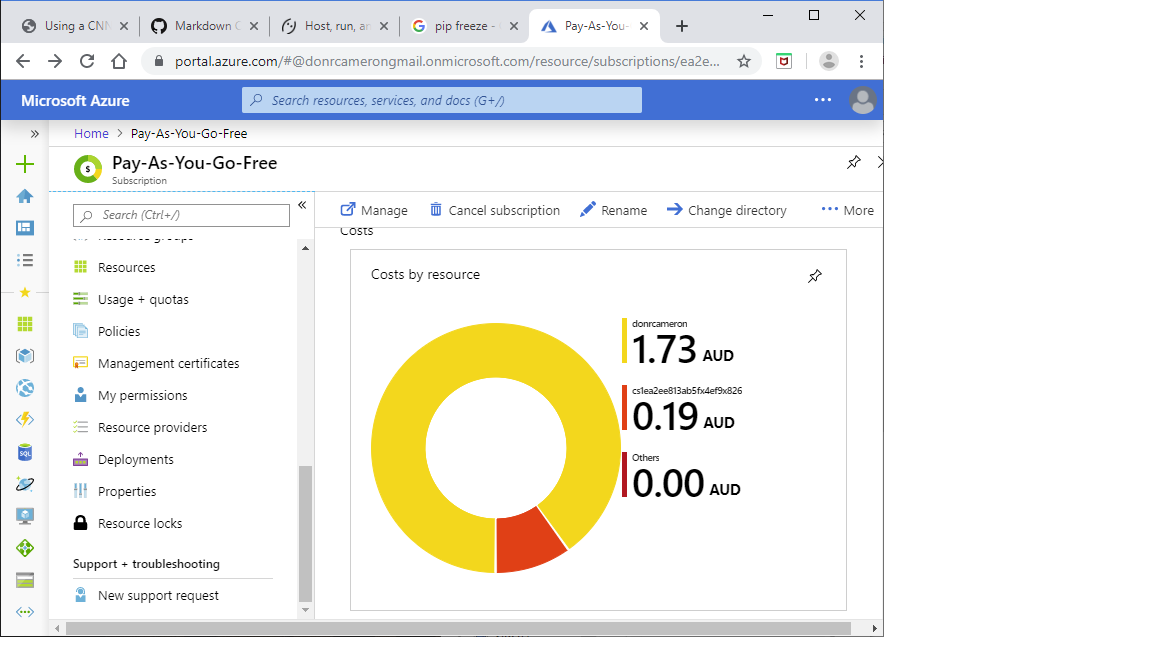 Using a CNN
Markdown C
Host, run, an
pip freeze -
Pay-As-You-
portal.azure.com/#@donrcamerongmail.onmicrosoft.com/resource/subscriptions/ea2e...
Microsoft Azure
Search resources, services, and docs (G+/)
Home > Pay-As-You-Go-Free
Pay-As-You-Go-Free
Subscription
Search (Ctrl+/)
Resource groups
Resources
Usage + quotas
Policies
Management certificates
My permissions
Resource providers
Deployments
Properties
Resource locks
Support + troubleshooting
New support request
Manage
Cancel subscription
Rename
Change directory
More
Costs
Costs by resource
donrcameron
1.73 AUD
cs1ea2ee813ab5fx4ef9x826
0.19 AUD
Others
0.00 AUD